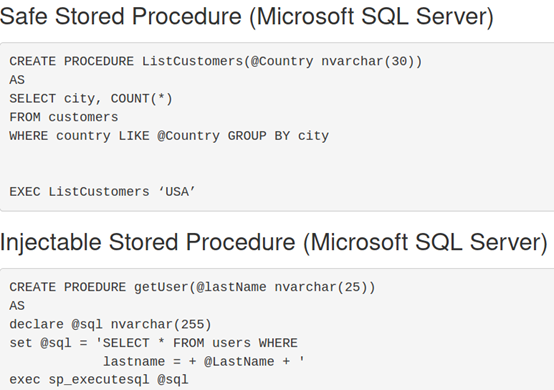 Safe Stored Procedure (Microsoft SQL Server)
CREATE PROCEDURE ListCustomers(@Country nvarchar(30))
AS
SELECT city, COUNT(*)
FROM customers
WHERE country LIKE @Country GROUP BY city
EXEC ListCustomers ‘USA’
Injectable Stored Procedure (Microsoft SQL Server)
CREATE PROEDURE getUser(@lastName nvarchar(25))
AS
declare @sql nvarchar(255)
set @sql = 'SELECT * FROM users WHERE
lastname = + @LastName + '
exec sp_executesql @sql